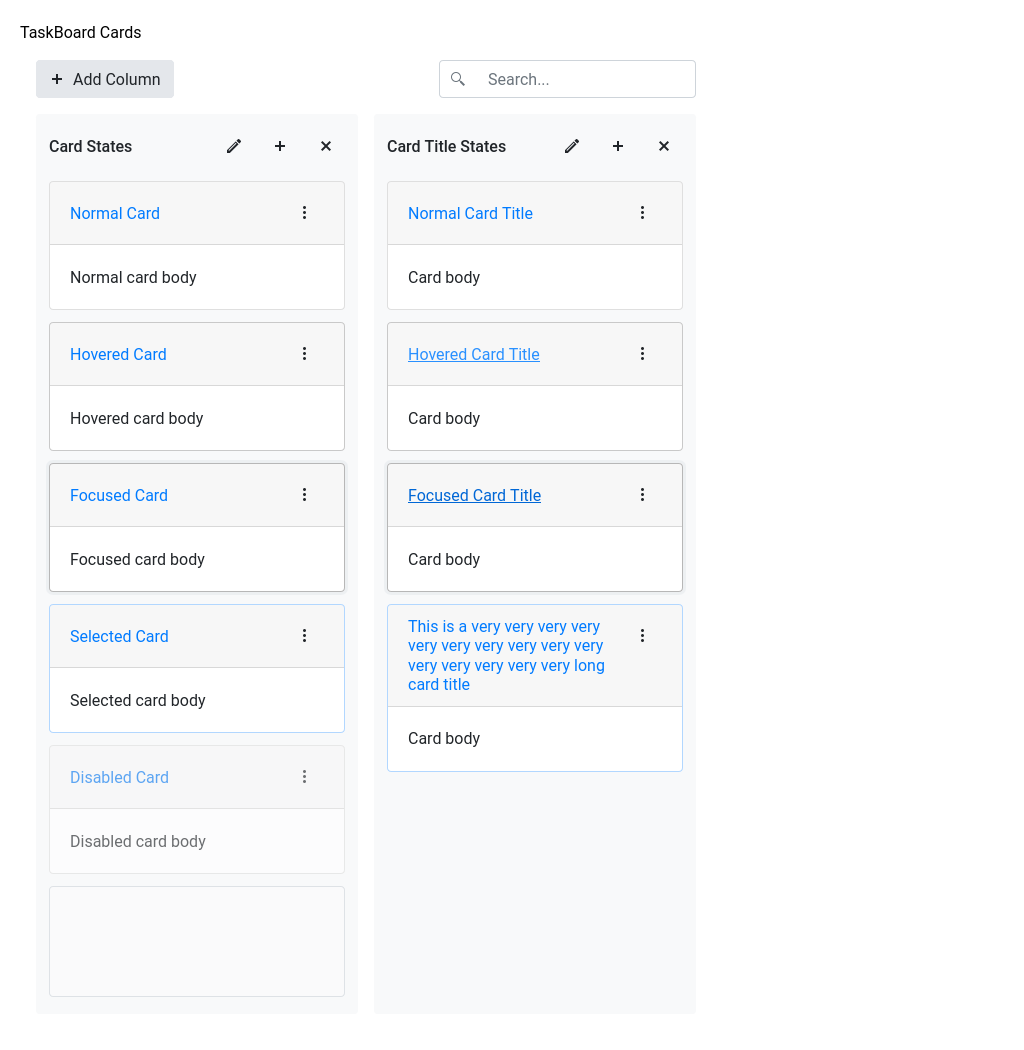 TaskBoard Cards
Add Column
Search...
Card States
Normal Card
Normal card body
Hovered Card
Hovered card body
Focused Card
Focused card body
Selected Card
Selected card body
Disabled Card
Disabled card body
Card Title States
Normal Card Title
Card body
Hovered Card Title
Card body
Focused Card Title
Card body
This is a very very very very
very very very very very very
very very very very very long
card title
Card body